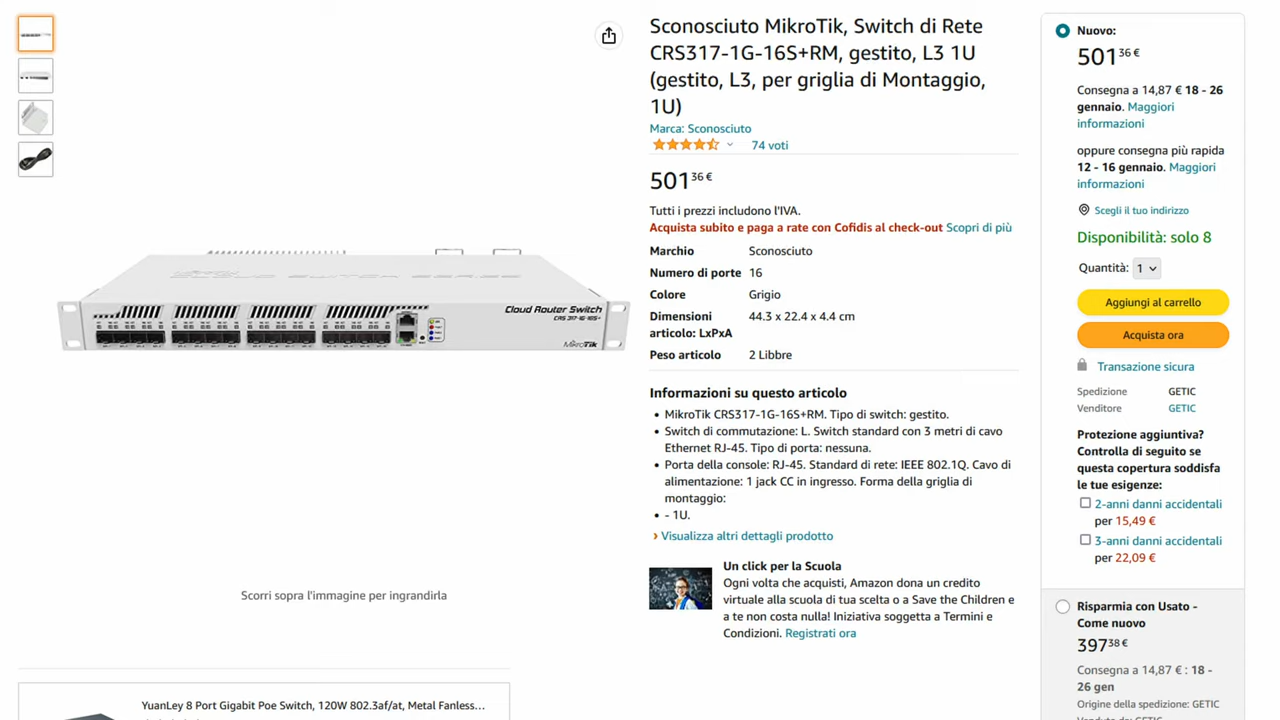 Sconosciuto MikroTik, Switch di Rete
CRS317-1G-16S+RM, gestito, L3 1U
(gestito, L3, per griglia di Montaggio,
1U)
Marca: Sconosciuto
74 voti
501 36 €
Tutti i prezzi includono l'IVA.
Acquista subito e paga a rate con Cofidis al check-out Scopri di più
Marchio Sconosciuto
Numero di porte 16
Colore Grigio
Dimensioni articolo: LxPxA 44.3 x 22.4 x 4.4 cm
Peso articolo 2 Libbre
Informazioni su questo articolo
• MikroTik CRS317-1G-16S+RM. Tipo di switch: gestito.
• Switch di commutazione: L. Switch standard con 3 metri di cavo
Ethernet RJ-45. Tipo di porta: nessuna.
• Porta della console: RJ-45. Standard di rete: IEEE 802.1Q. Cavo di
alimentazione: 1 jack CC in ingresso. Forma della griglia di
montaggio:
• - 1U.
› Visualizza altri dettagli prodotto
Un click per la Scuola
Ogni volta che acquisti, Amazon dona un credito
virtuale alla scuola di tua scelta o a Save the Children e
a te non costa nulla! Iniziativa soggetta a Termini e
Condizioni. Registrati ora
Cloud Router Switch
CRS 317-1G-16S+
MikroTik
Scorri sopra l'immagine per ingrandirla
YuanLey 8 Port Gigabit Poe Switch, 120W 802.3af/at, Metal Fanless...
Nuovo:
501 36 €
Consegna a 14,87 € 18 - 26
gennaio. Maggiori
informazioni
oppure consegna più rapida
12 - 16 gennaio. Maggiori
informazioni
Scegli il tuo indirizzo
Disponibilità: solo 8
Quantità: 1
Aggiungi al carrello
Acquista ora
Transazione sicura
Spedizione GETIC
Venditore GETIC
Protezione aggiuntiva?
Controlla di seguito se
questa copertura soddisfa
le tue esigenze:
2-anni danni accidentali
per 15,49 €
3-anni danni accidentali
per 22,09 €
Risparmia con Usato -
Come nuovo
397 38 €
Consegna a 14,87 € : 18 -
26 gen
Origine della spedizione: GETIC